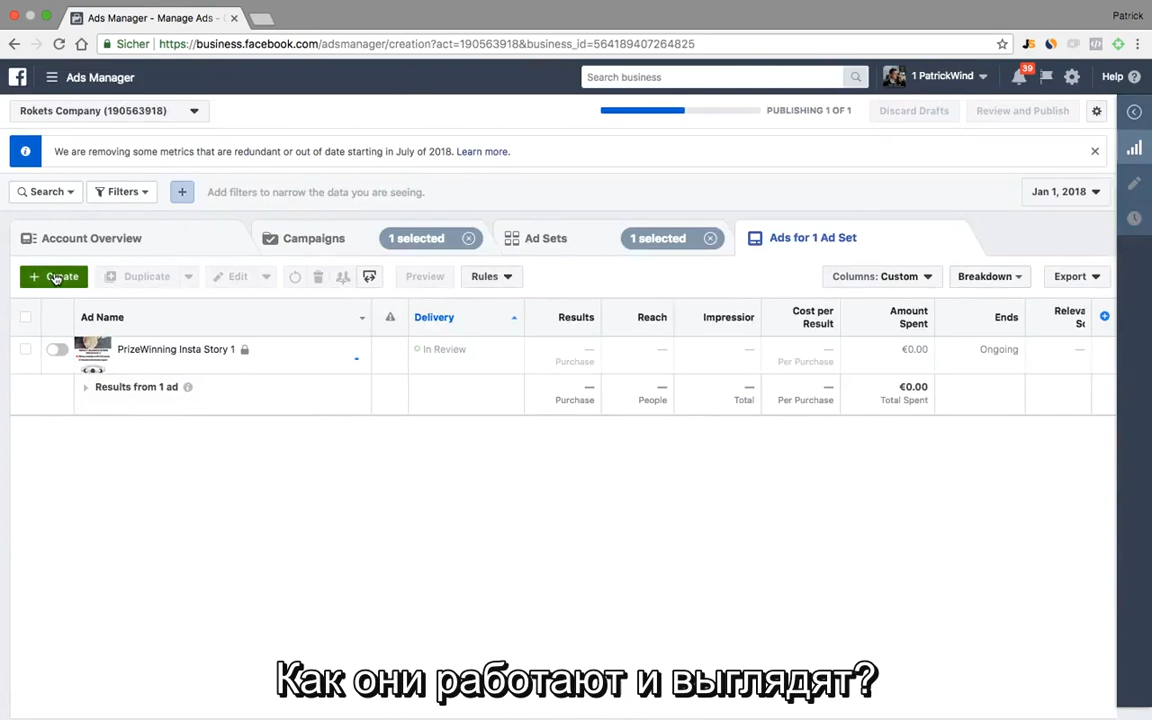 Ads Manager - Manage Ads -
Patrick
Sicher https://business.facebook.com/adsmanager/creation?act=190563918&business_id=564189407264825
Ads Manager
Search business
1 PatrickWind
39
Help
Rokets Company (190563918)
PUBLISHING 1 OF 1
Discard Drafts
Review and Publish
We are removing some metrics that are redundant or out of date starting in July of 2018. Learn more.
Search
Filters
Add filters to narrow the data you are seeing.
Jan 1, 2018
Account Overview
Campaigns
1 selected
Ad Sets
1 selected
Ads for 1 Ad Set
+ Create
Duplicate
Edit
Preview
Rules
Columns: Custom
Breakdown
Export
Ad Name
Delivery
Results
Reach
Impression
Cost per Result
Amount Spent
Ends
Releva Sc
PrizeWinning Insta Story 1
In Review
— Purchase
—
—
— Per Purchase
€0.00
Ongoing
—
Results from 1 ad
— Purchase
— People
— Total
— Per Purchase
€0.00 Total Spent
Как они работают и выглядят?